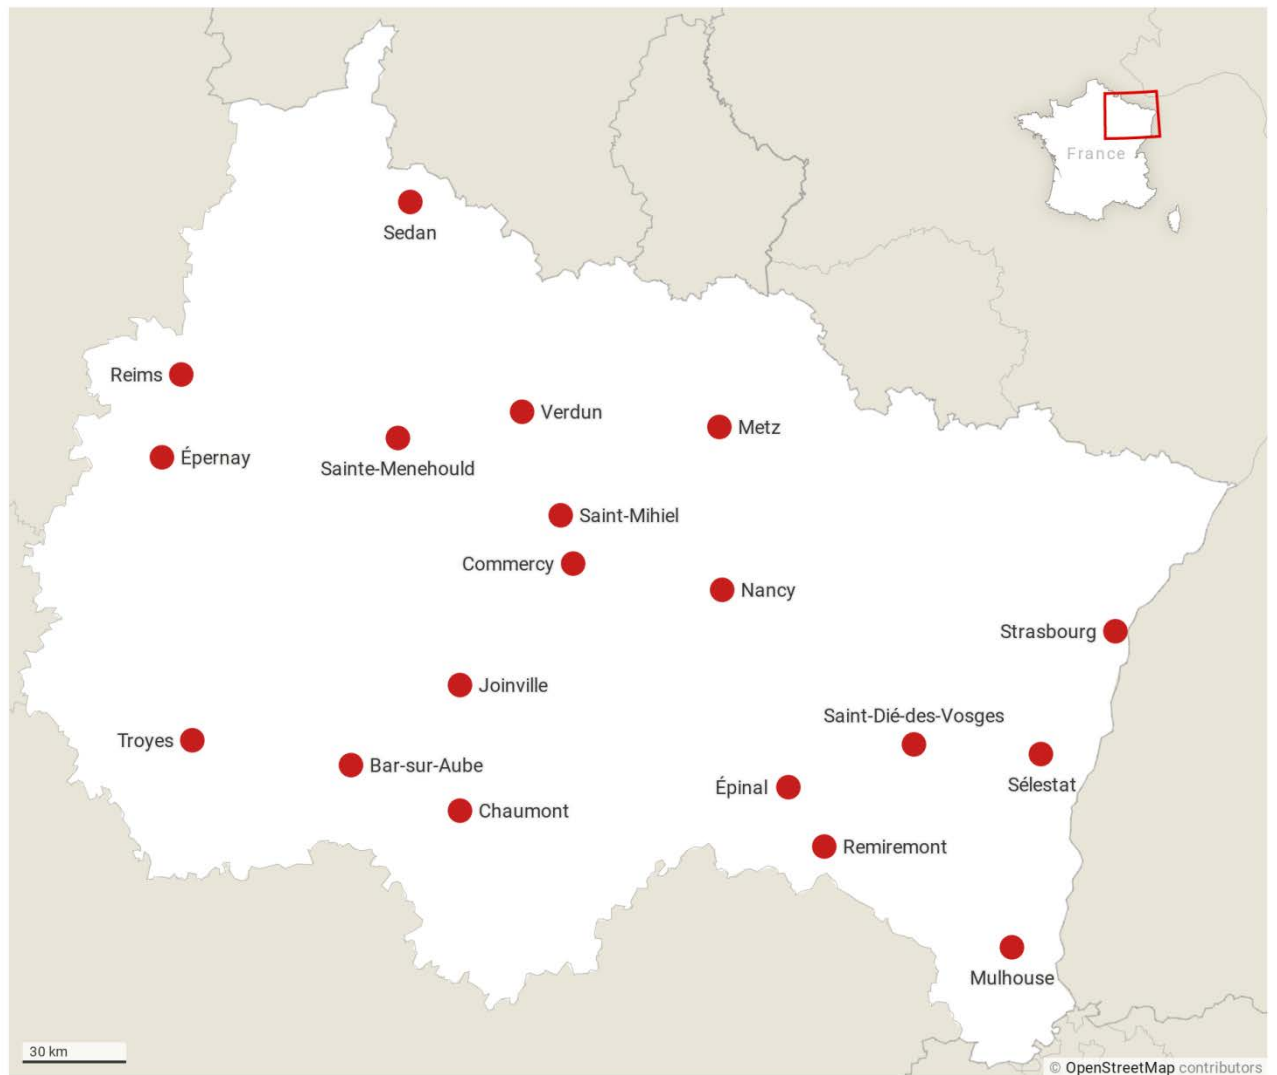 France
Sedan
Reims
Verdun
Metz
Épernay
Sainte-Menehould
Saint-Mihiel
Commercy
Nancy
Strasbourg
Joinville
Saint-Dié-des-Vosges
Troyes
Bar-sur-Aube
Sélestat
Épinal
Chaumont
Remiremont
Mulhouse
30 km
© OpenStreetMap contributors